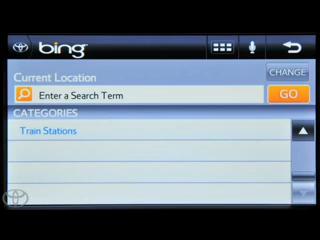 bing
Current Location
CHANGE
Enter a Search Term
GO
CATEGORIES
Train Stations